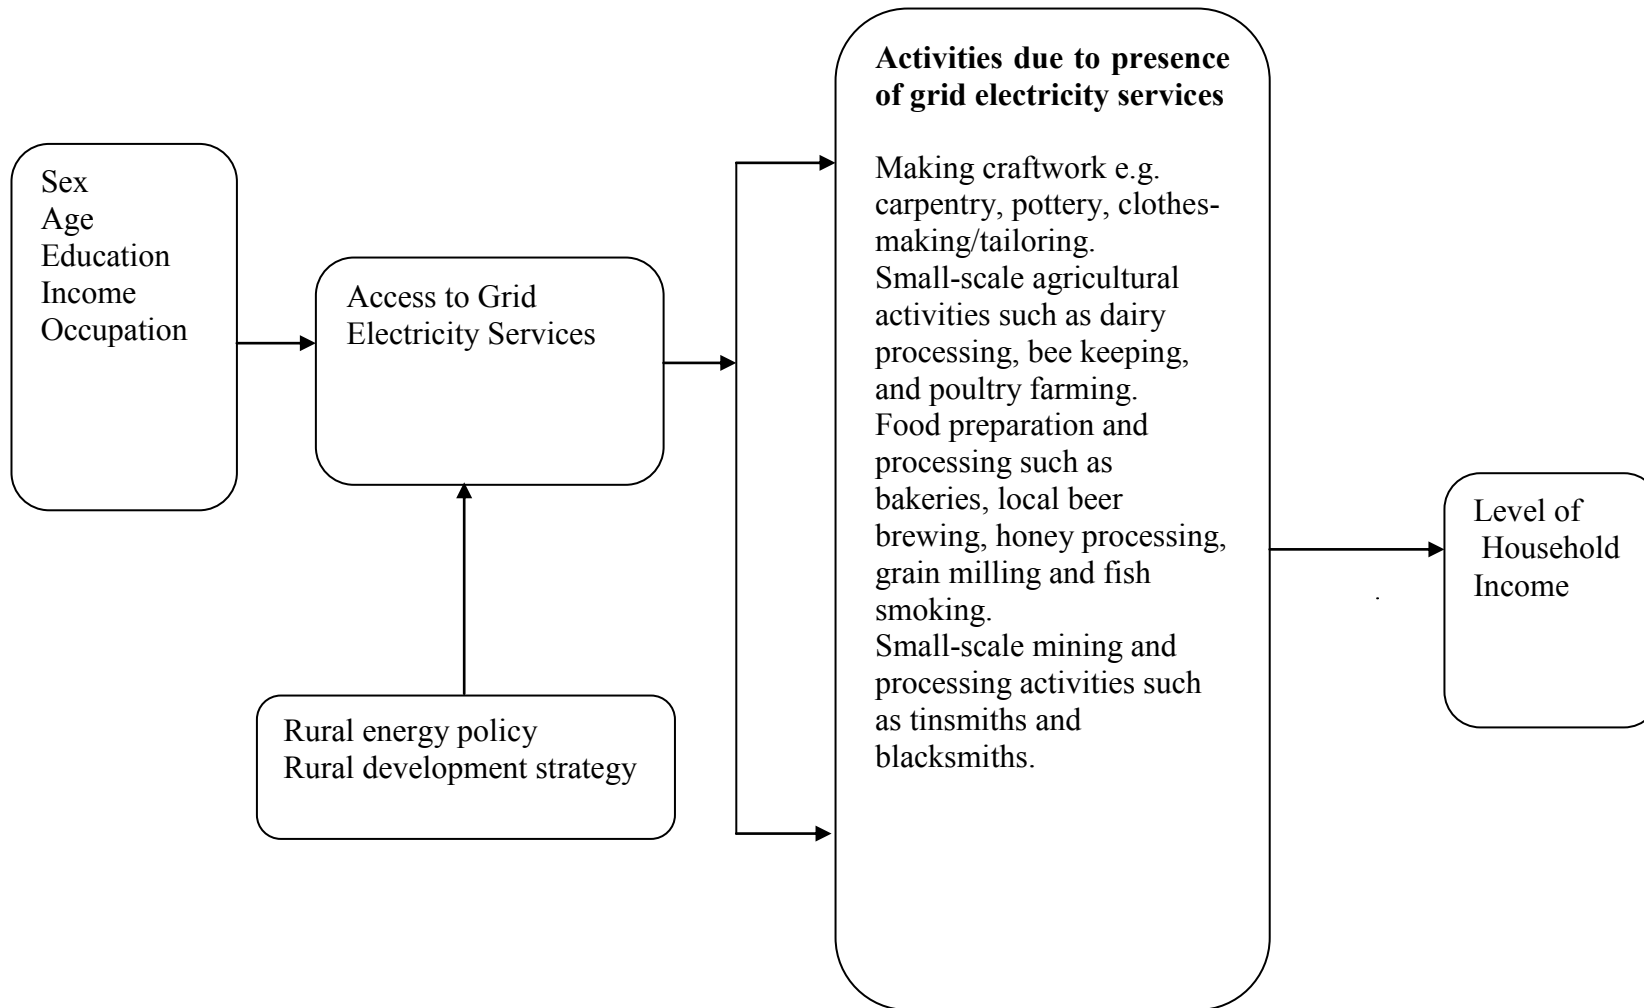 Sex
Age
Education
Income
Occupation
Access to Grid
Electricity Services
Rural energy policy
Rural development strategy
Activities due to presence
of grid electricity services
Making craftwork e.g.
carpentry, pottery, clothes-
making/tailoring.
Small-scale agricultural
activities such as dairy
processing, bee keeping,
and poultry farming.
Food preparation and
processing such as
bakeries, local beer
brewing, honey processing,
grain milling and fish
smoking.
Small-scale mining and
processing activities such
as tinsmiths and
blacksmiths.
Level of
Household
Income